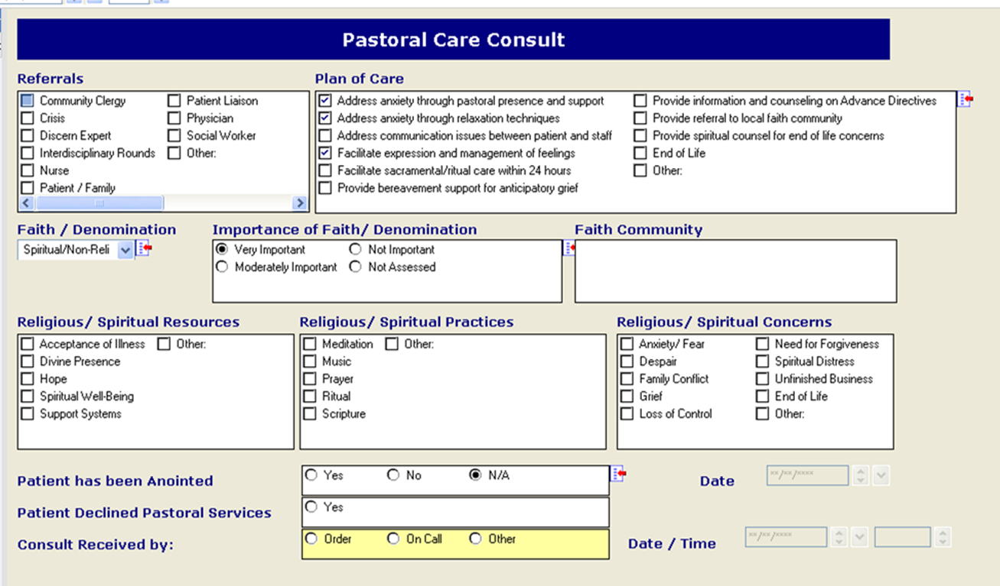 Pastoral Care Consult
Referrals
Community Clergy
Crisis
Discern Expert
Interdisciplinary Rounds
Nurse
Patient / Family
Patient Liaison
Physician
Social Worker
Other:
Plan of Care
Address anxiety through pastoral presence and support
Address anxiety through relaxation techniques
Address communication issues between patient and staff
Facilitate expression and management of feelings
Facilitate sacramental/ritual care within 24 hours
Provide bereavement support for anticipatory grief
Provide information and counseling on Advance Directives
Provide referral to local faith community
Provide spiritual counsel for end of life concerns
End of Life
Other:
Faith / Denomination
Spiritual/Non-Reli
Importance of Faith/ Denomination
Very Important
Moderately Important
Not Important
Not Assessed
Faith Community
Religious/ Spiritual Resources
Acceptance of Illness
Divine Presence
Hope
Spiritual Well-Being
Support Systems
Other:
Religious/ Spiritual Practices
Meditation
Music
Prayer
Ritual
Scripture
Other:
Religious/ Spiritual Concerns
Anxiety/ Fear
Despair
Family Conflict
Grief
Loss of Control
Need for Forgiveness
Spiritual Distress
Unfinished Business
End of Life
Other:
Patient has been Anointed
Yes No N/A
Date
**/**/****
Patient Declined Pastoral Services
Yes
Consult Received by:
Order On Call Other
Date / Time
**/**/****